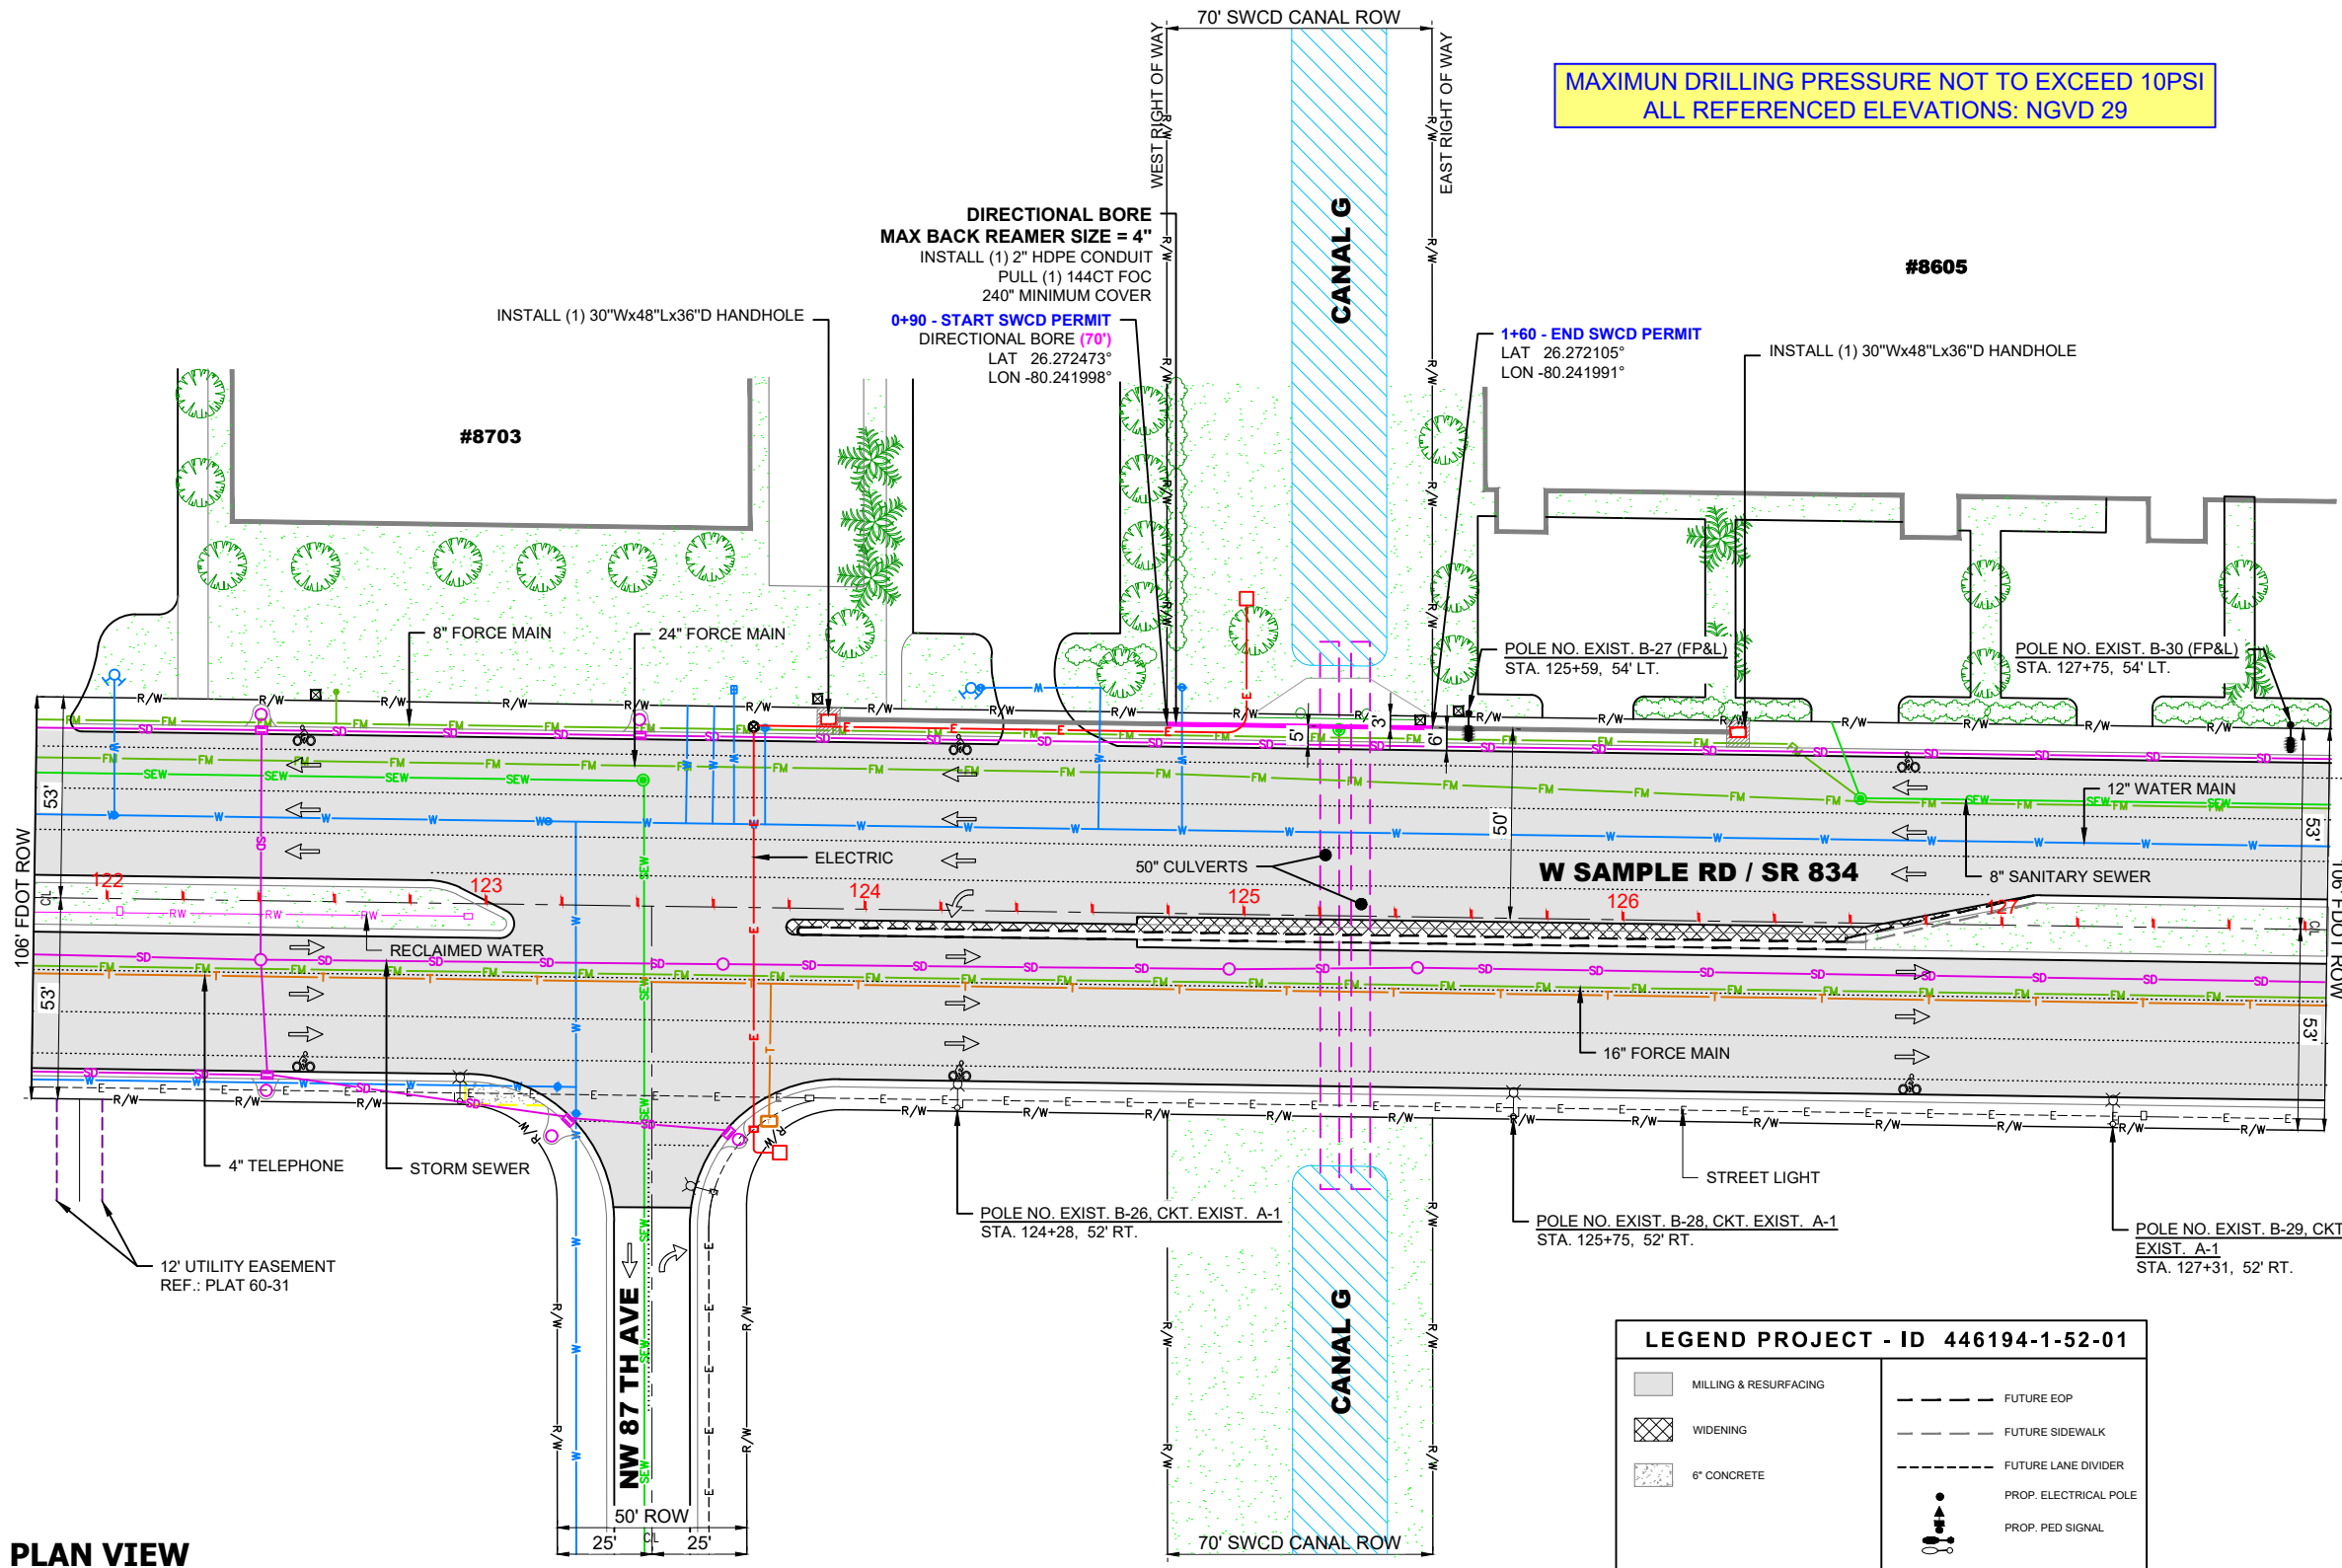 70' SWCD CANAL ROW
WEST RIGHT OF WAY
EAST RIGHT OF WAY
MAXIMUN DRILLING PRESSURE NOT TO EXCEED 10PSI
ALL REFERENCED ELEVATIONS: NGVD 29
CANAL G
DIRECTIONAL BORE
MAX BACK REAMER SIZE = 4"
INSTALL (1) 2" HDPE CONDUIT
PULL (1) 144CT FOC
240" MINIMUM COVER
0+90 - START SWCD PERMIT
DIRECTIONAL BORE (70')
LAT 26.272473°
LON -80.241998°
INSTALL (1) 30"Wx48"Lx36"D HANDHOLE
1+60 - END SWCD PERMIT
LAT 26.272105°
LON -80.241991°
INSTALL (1) 30"Wx48"Lx36"D HANDHOLE
#8605
#8703
8" FORCE MAIN
24" FORCE MAIN
POLE NO. EXIST. B-27 (FP&L)
STA. 125+59, 54' LT.
POLE NO. EXIST. B-30 (FP&L)
STA. 127+75, 54' LT.
5'
3'
6'
50'
53'
53'
106' FDOT ROW
53'
53'
106' FDOT ROW
12" WATER MAIN
ELECTRIC
50" CULVERTS
W SAMPLE RD / SR 834
8" SANITARY SEWER
122
123
124
125
126
127
RECLAIMED WATER
16" FORCE MAIN
4" TELEPHONE
STORM SEWER
STREET LIGHT
12' UTILITY EASEMENT
REF.: PLAT 60-31
POLE NO. EXIST. B-26, CKT. EXIST. A-1
STA. 124+28, 52' RT.
POLE NO. EXIST. B-28, CKT. EXIST. A-1
STA. 125+75, 52' RT.
POLE NO. EXIST. B-29, CKT
EXIST. A-1
STA. 127+31, 52' RT.
NW 87 TH AVE
CANAL G
50' ROW
25'
C/L
25'
70' SWCD CANAL ROW
PLAN VIEW
LEGEND PROJECT - ID 446194-1-52-01
MILLING & RESURFACING
WIDENING
6" CONCRETE
FUTURE EOP
FUTURE SIDEWALK
FUTURE LANE DIVIDER
PROP. ELECTRICAL POLE
PROP. PED SIGNAL